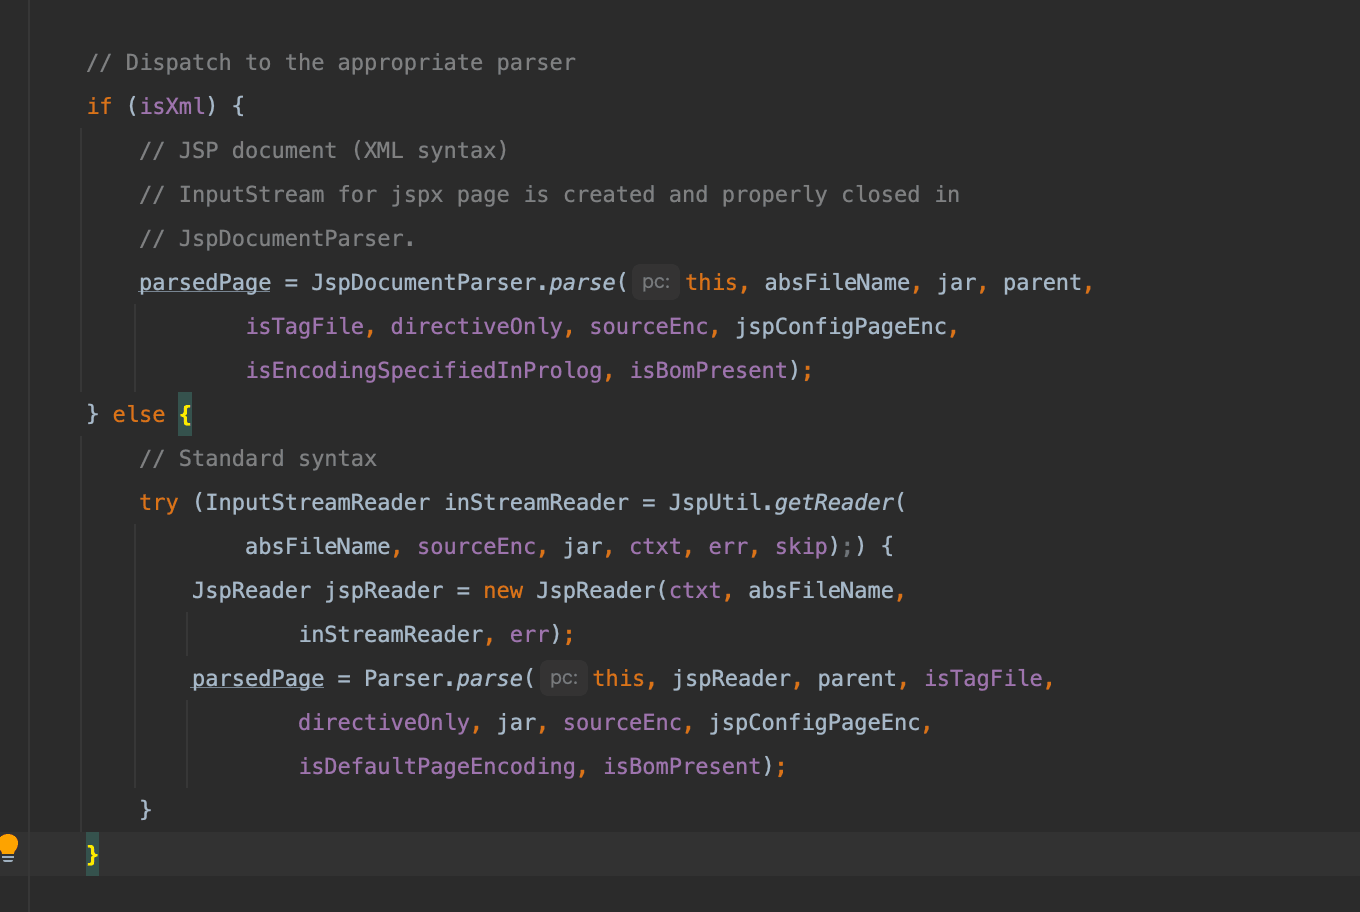 // Dispatch to the appropriate parser
if (isXml) {
// JSP document (XML syntax)
// InputStream for jspx page is created and properly closed in
// JspDocumentParser.
parsedPage = JspDocumentParser.parse( pc: this, absFileName, jar, parent,
isTagFile, directiveOnly, sourceEnc, jspConfigPageEnc,
isEncodingSpecifiedInProlog, isBomPresent);
} else {
// Standard syntax
try (InputStreamReader inStreamReader = JspUtil.getReader(
absFileName, sourceEnc, jar, ctxt, err, skip);) {
JspReader jspReader = new JspReader(ctxt, absFileName,
inStreamReader, err);
parsedPage = Parser.parse( pc: this, jspReader, parent, isTagFile,
directiveOnly, jar, sourceEnc, jspConfigPageEnc,
isDefaultPageEncoding, isBomPresent);
}
}